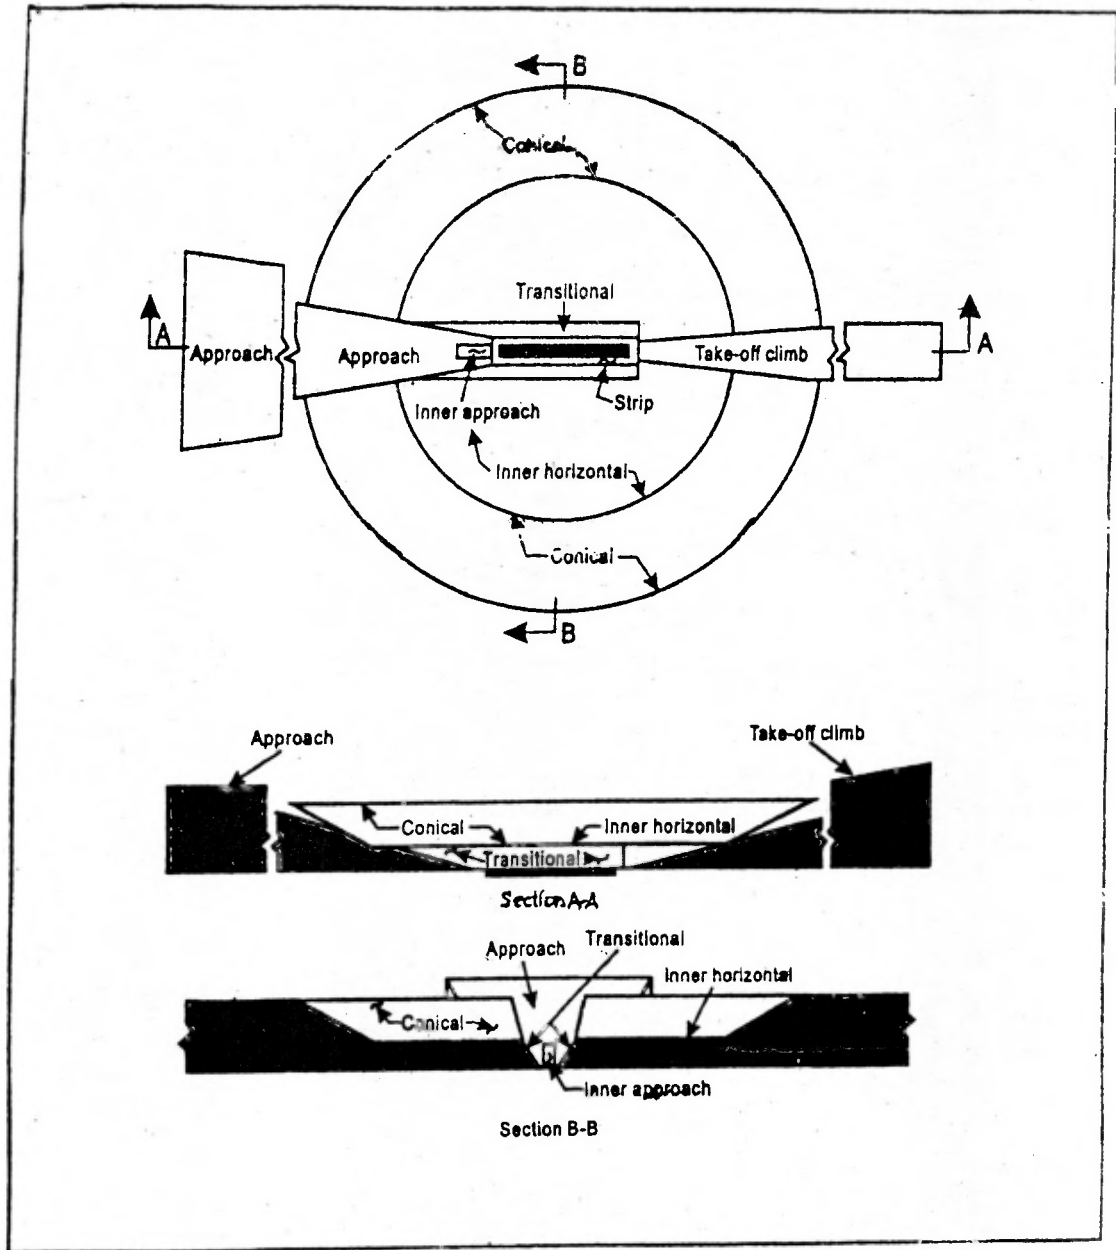 B
Conical
Transitional
A
Approach
Approach
Take-off climb
A
Inner approach
Strip
Inner horizontal
Conical
B
Approach
Take-off climb
Conical
Inner horizontal
Transitional
Section A-A
Approach
Transitional
Inner horizontal
Conical
Inner approach
Section B-B